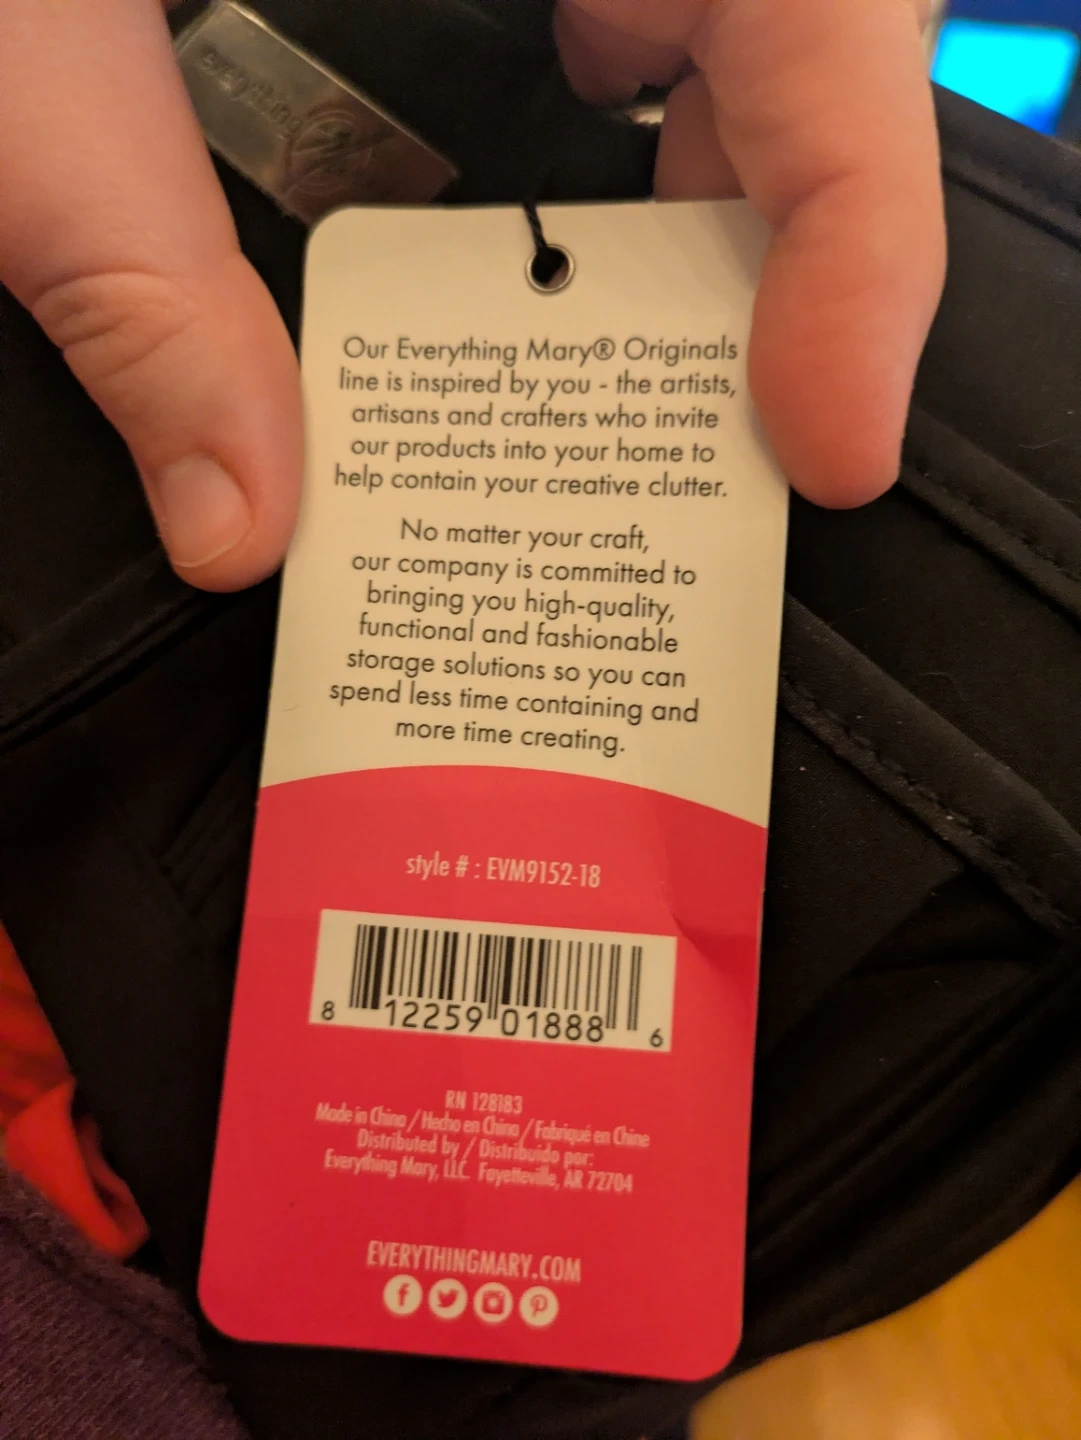 everything
Our Everything Mary® Originals
line is inspired by you - the artists,
artisans and crafters who invite
our products into your home to
help contain your creative clutter.
No matter your craft,
our company is committed to
bringing you high-quality,
functional and fashionable
storage solutions so you can
spend less time containing and
more time creating.
style # : EVM9152-18
8 12259 01888 6
RN 128183
Made in China / Hecho en China / Fabriqué en Chine
Distributed by / Distribuido por:
Everything Mary, LLC. Fayetteville, AR 72704
EVERYTHINGMARY.COM